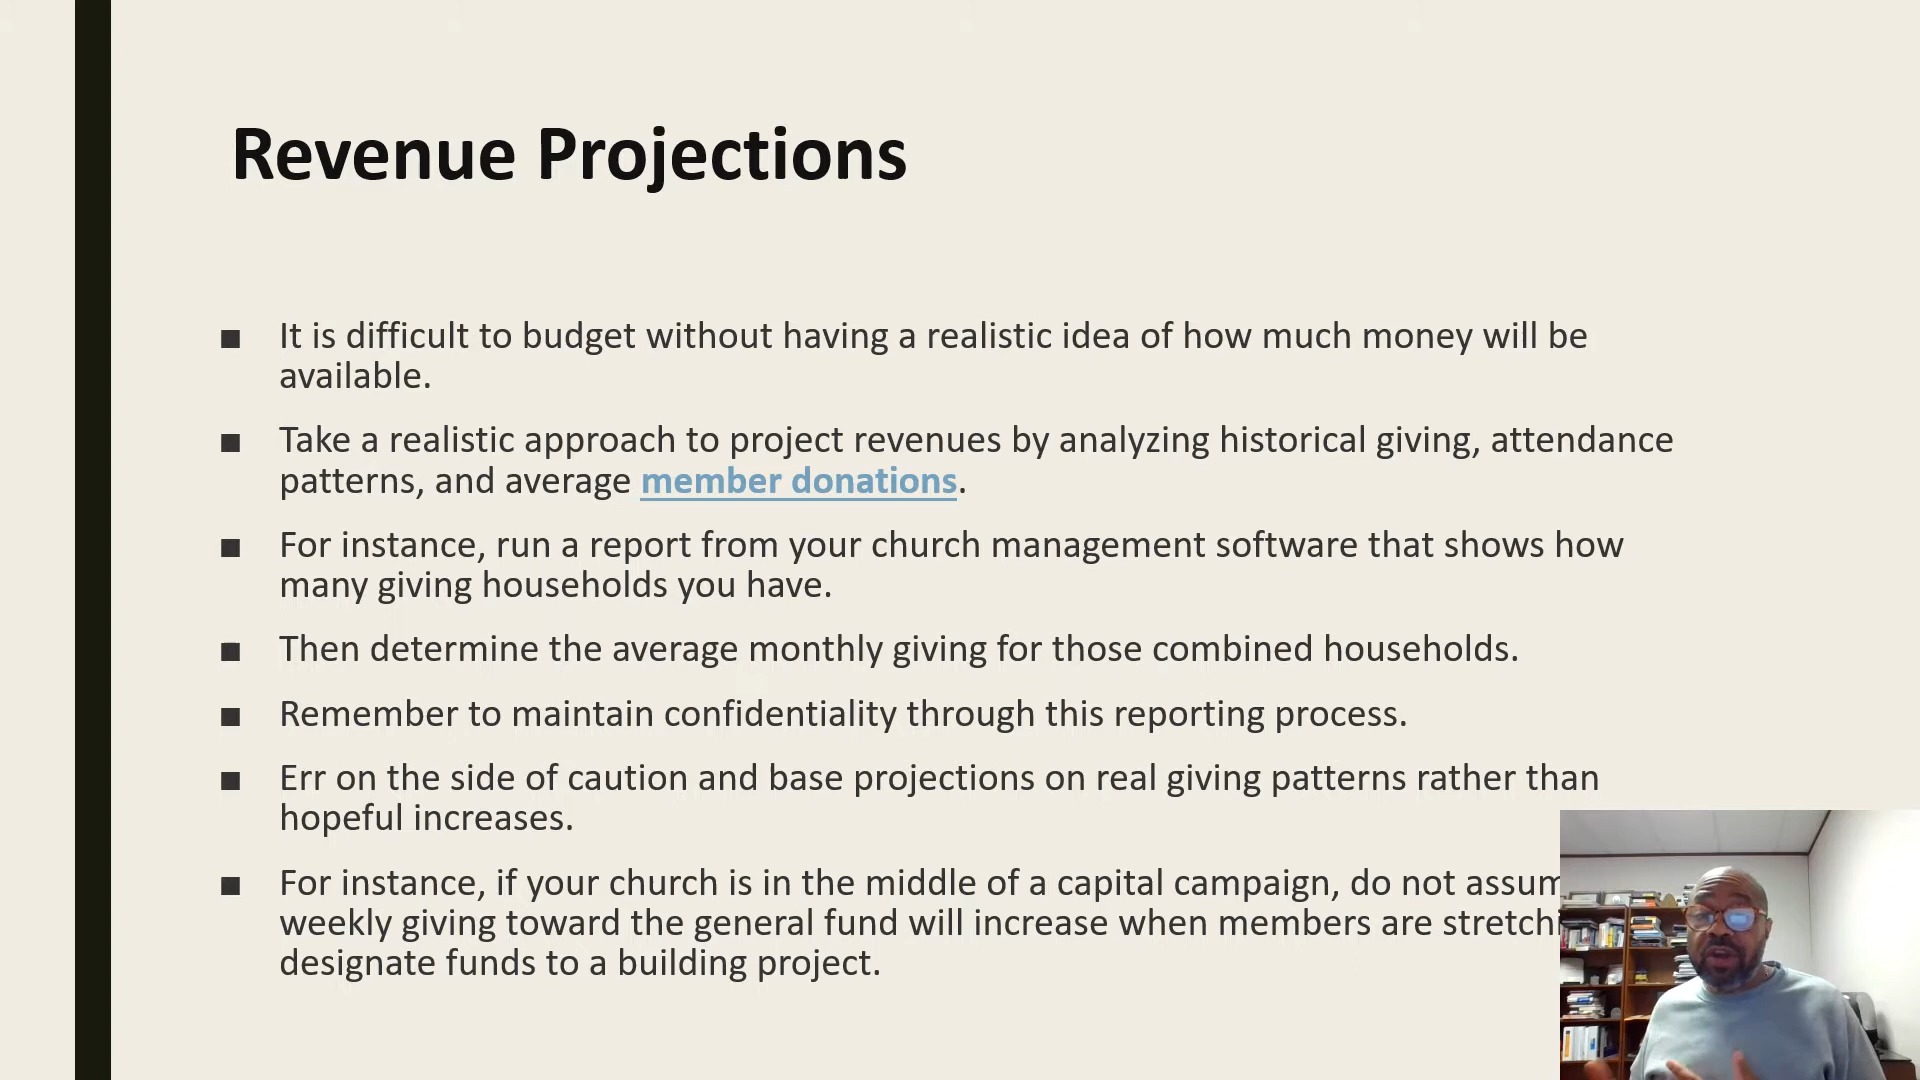 Revenue Projections
■ It is difficult to budget without having a realistic idea of how much money will be
available.
■ Take a realistic approach to project revenues by analyzing historical giving, attendance
patterns, and average member donations.
■ For instance, run a report from your church management software that shows how
many giving households you have.
■ Then determine the average monthly giving for those combined households.
■ Remember to maintain confidentiality through this reporting process.
■ Err on the side of caution and base projections on real giving patterns rather than
hopeful increases.
■ For instance, if your church is in the middle of a capital campaign, do not
weekly giving toward the general fund will increase when members are
designate funds to a building project.